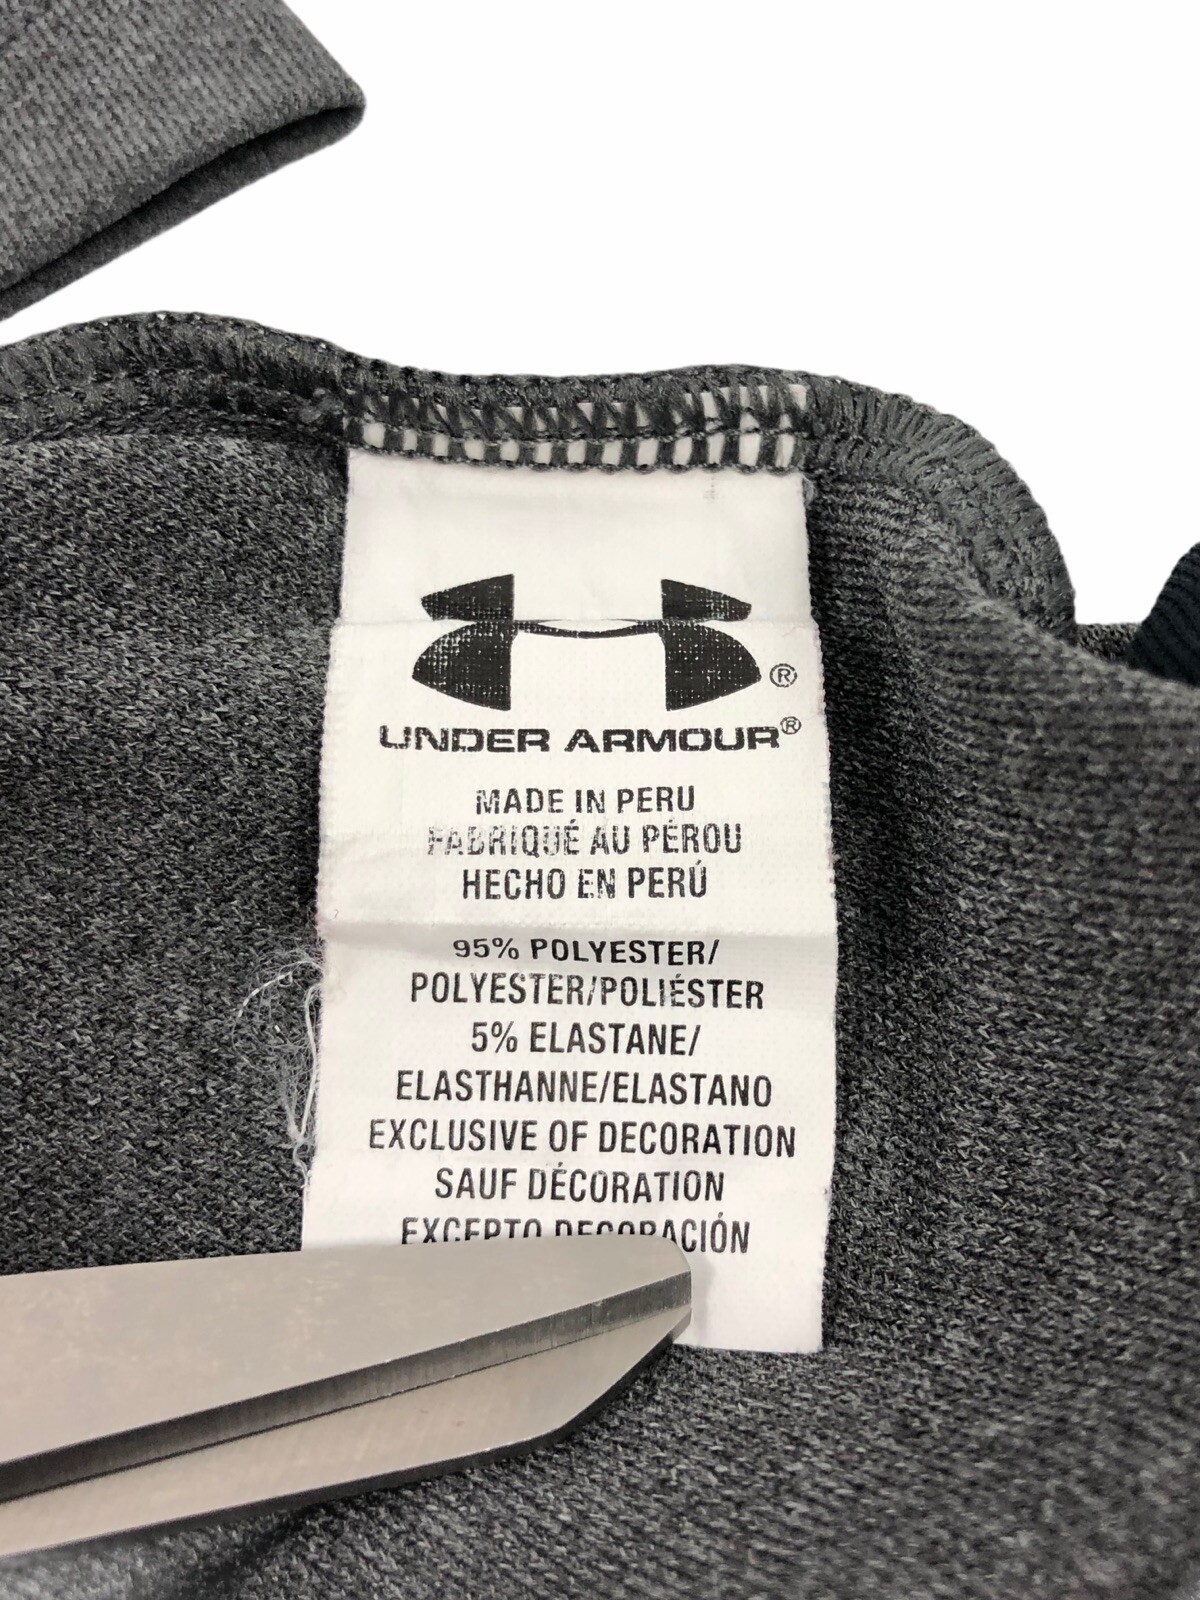 ®
UNDER ARMOUR®
MADE IN PERU
FABRIQUÉ AU PÉROU
HECHO EN PERÚ
95% POLYESTER/
POLYESTER/POLIÉSTER
5% ELASTANE/
ELASTHANNE/ELASTANO
EXCLUSIVE OF DECORATION
SAUF DÉCORATION
EXCEPTO DECORACIÓN